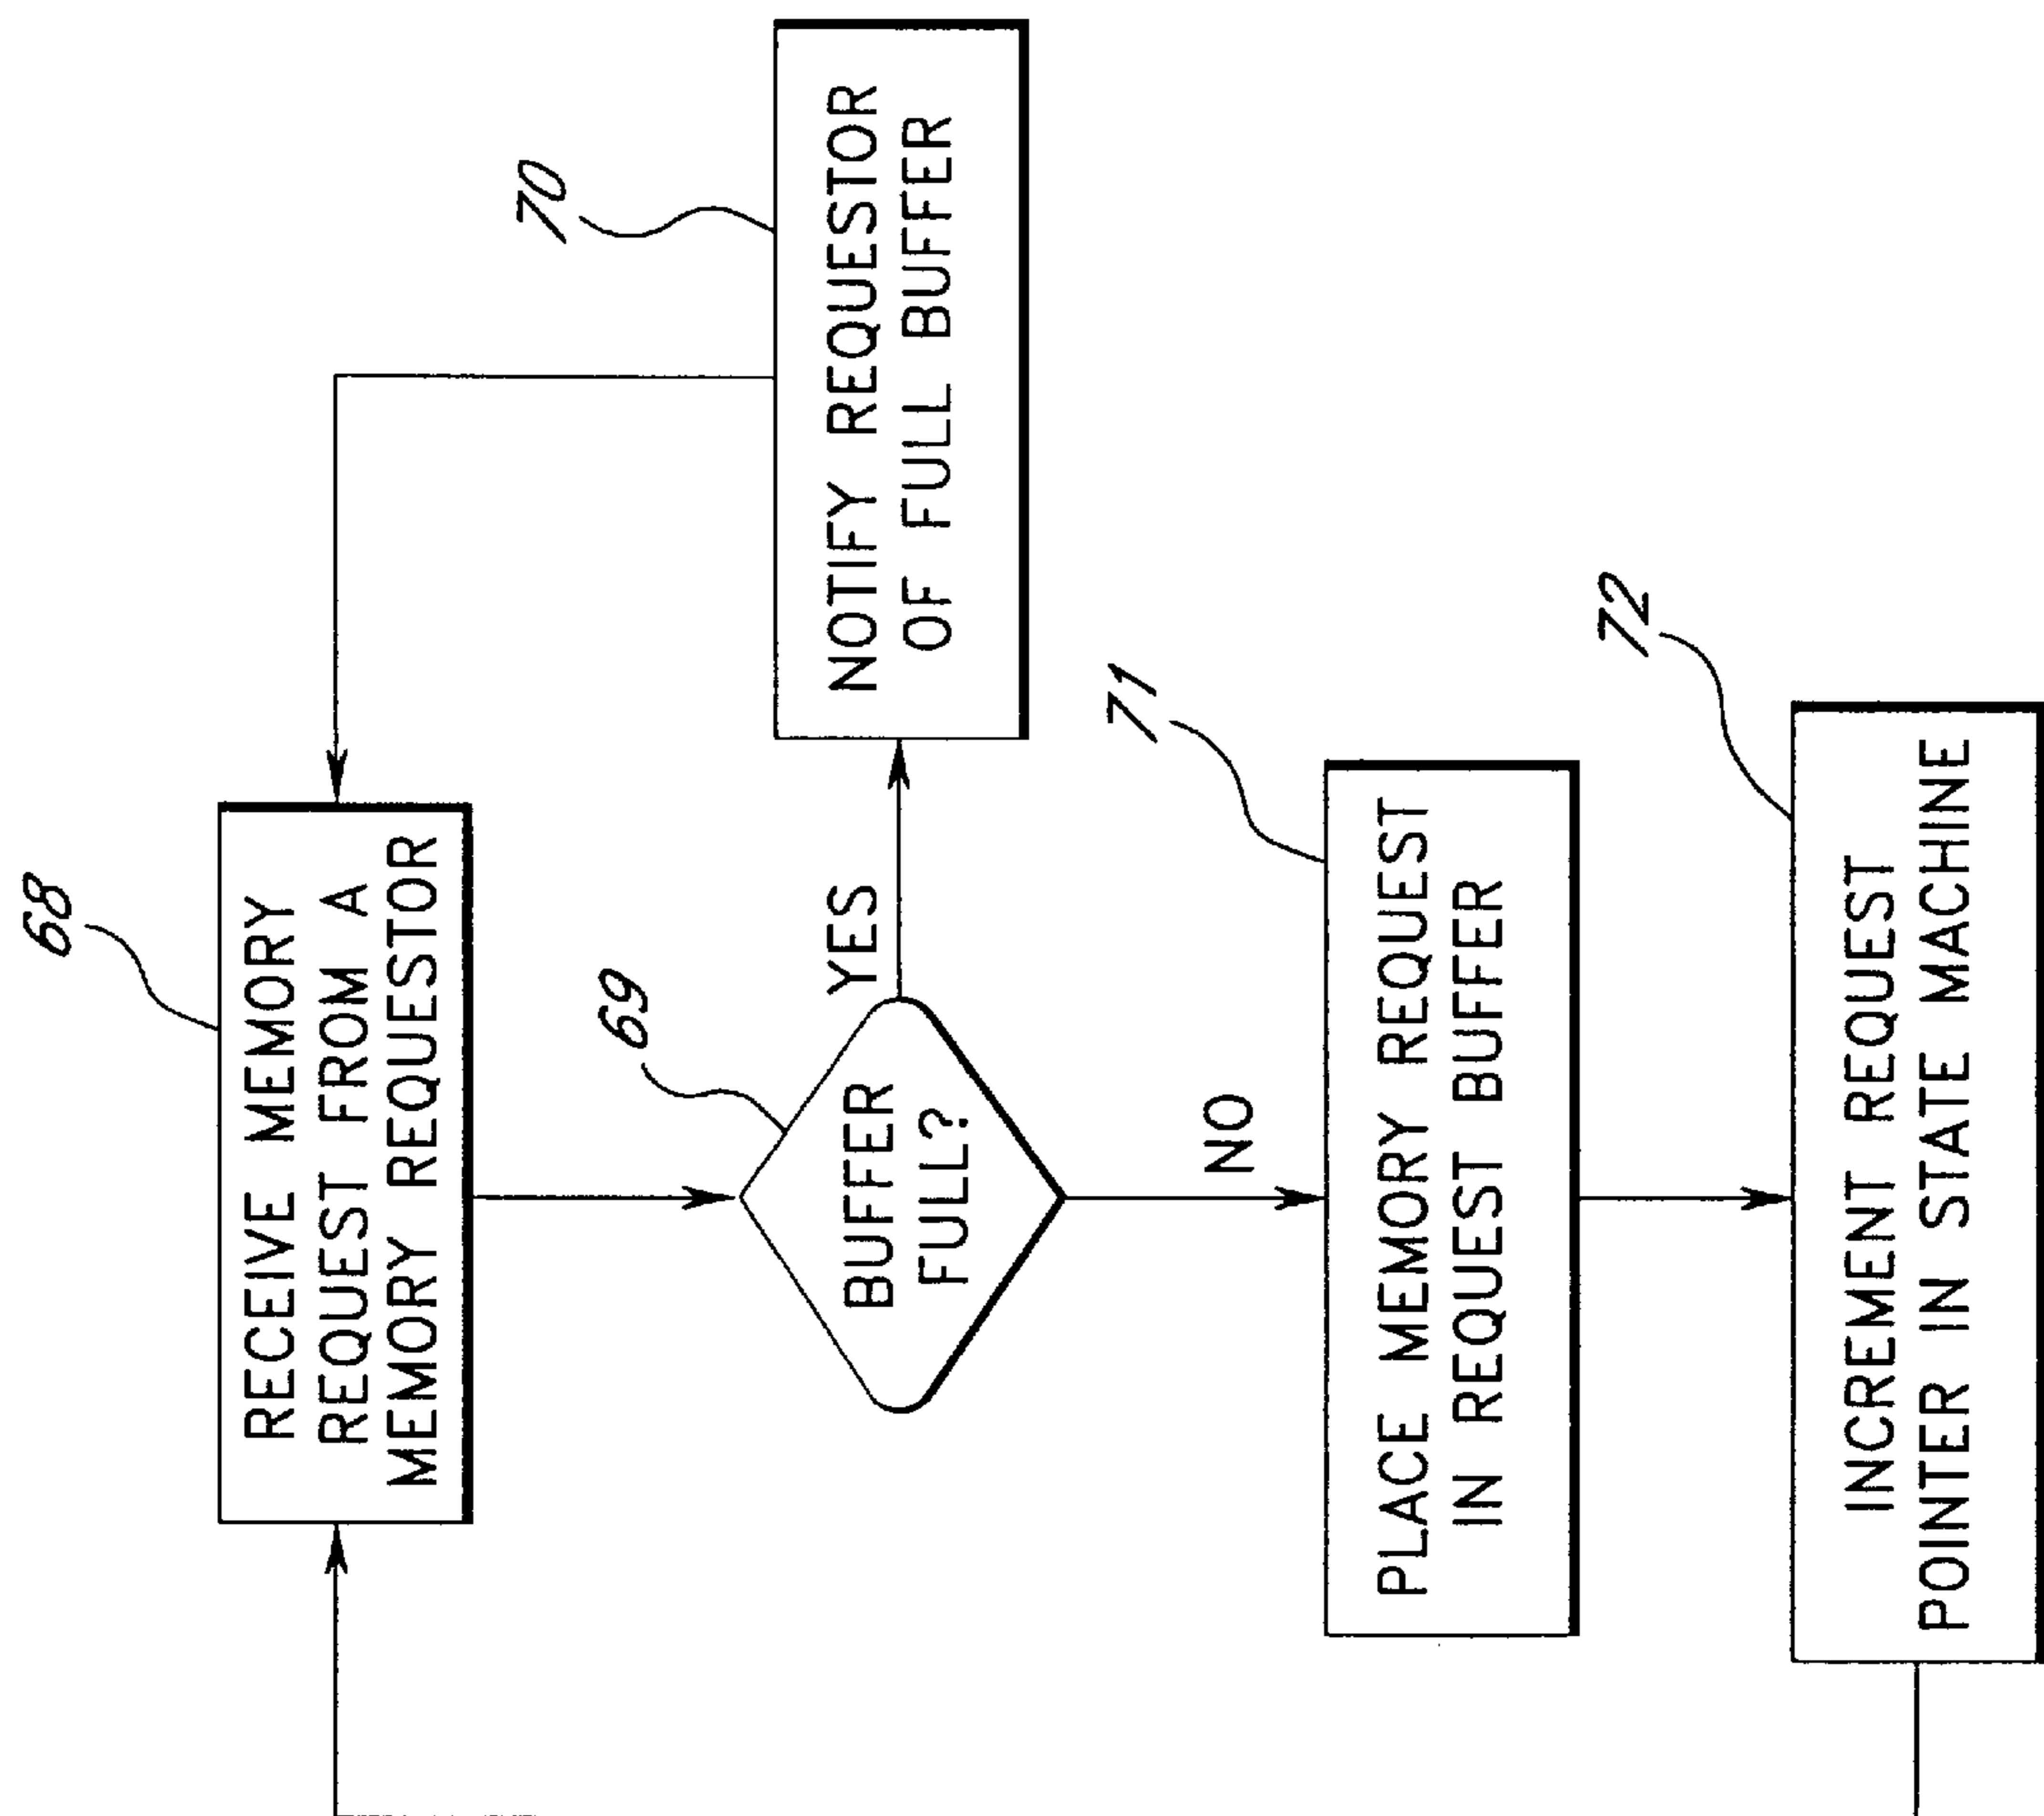 68
RECEIVE MEMORY
REQUEST FROM A
MEMORY REQUESTOR
69
BUFFER
FULL?
YES
70
NOTIFY REQUESTOR
OF FULL BUFFER
NO
71
PLACE MEMORY REQUEST
IN REQUEST BUFFER
72
INCREMENT REQUEST
POINTER IN STATE MACHINE